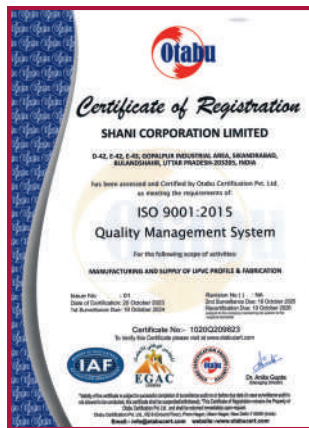 Otabu
Certificate of Registration
SHANI CORPORATION LIMITED
D-42, E-42, E-43, GOPALPUR INDUSTRIAL AREA, SIKANDRABAD,
BULANDSHAHR, UTTAR PRADESH-203205, INDIA
has been assessed and Certified by Otabu Certification Pvt. Ltd.
as meeting the requirements of:
ISO 9001:2015
Quality Management System
For the following scope of activities:
MANUFACTURING AND SUPPLY OF UPVC PROFILE & FABRICATION
Issue No: : 01
Revision No ( ) : NA
Date of Certification: 20 October 2023
2nd Surveillance Due: 19 October 2025
1st Surveillance Due: 19 October 2024
Recertification Due: 19 October 2026
Certificate No:- 1020Q209823
To Verify this Certificate please visit at www.otabucert.com
IAF
EGAC
Dr. Anita Gupta
Email:- info@otabucert.com website:-www.otabucert.com